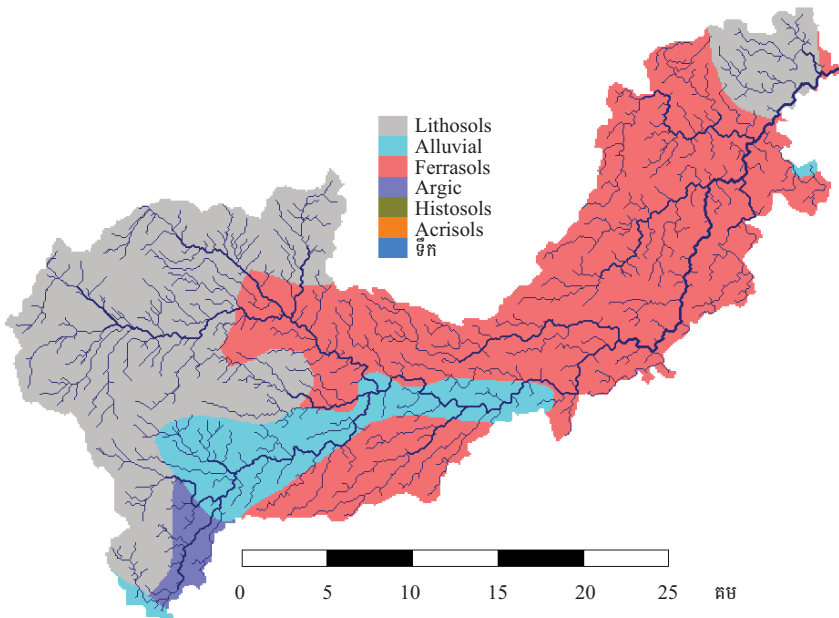 Lithosols
Alluvial
Ferrasols
Argic
Histosols
Acrisols
ទឹក
0 5 10 15 20 25 គម